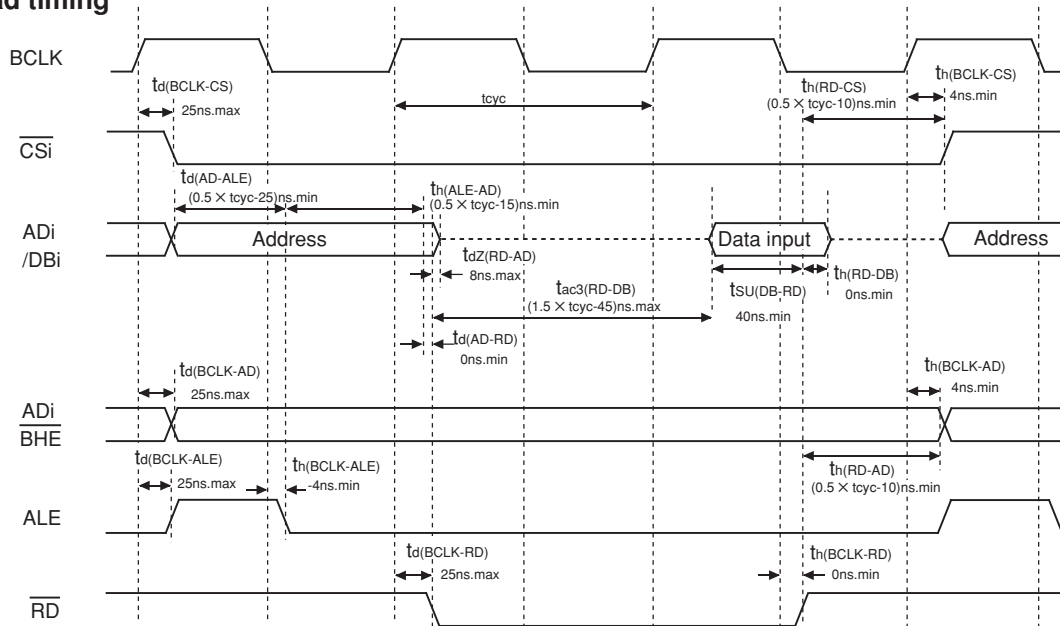 d timing
BCLK
td(BCLK-CS)
25ns.max
tcyc
th(RD-CS)
(0.5 × tcyc-10)ns.min
th(BCLK-CS)
4ns.min
CSi
td(AD-ALE)
(0.5 × tcyc-25)ns.min
th(ALE-AD)
(0.5 × tcyc-15)ns.min
ADi
/DBi
Address
Data input
Address
tdZ(RD-AD)
8ns.max
tac3(RD-DB)
(1.5 × tcyc-45)ns.max
tSU(DB-RD)
40ns.min
th(RD-DB)
0ns.min
td(AD-RD)
0ns.min
td(BCLK-AD)
25ns.max
th(BCLK-AD)
4ns.min
ADi
BHE
td(BCLK-ALE)
25ns.max
th(BCLK-ALE)
-4ns.min
th(RD-AD)
(0.5 × tcyc-10)ns.min
ALE
td(BCLK-RD)
25ns.max
th(BCLK-RD)
0ns.min
RD